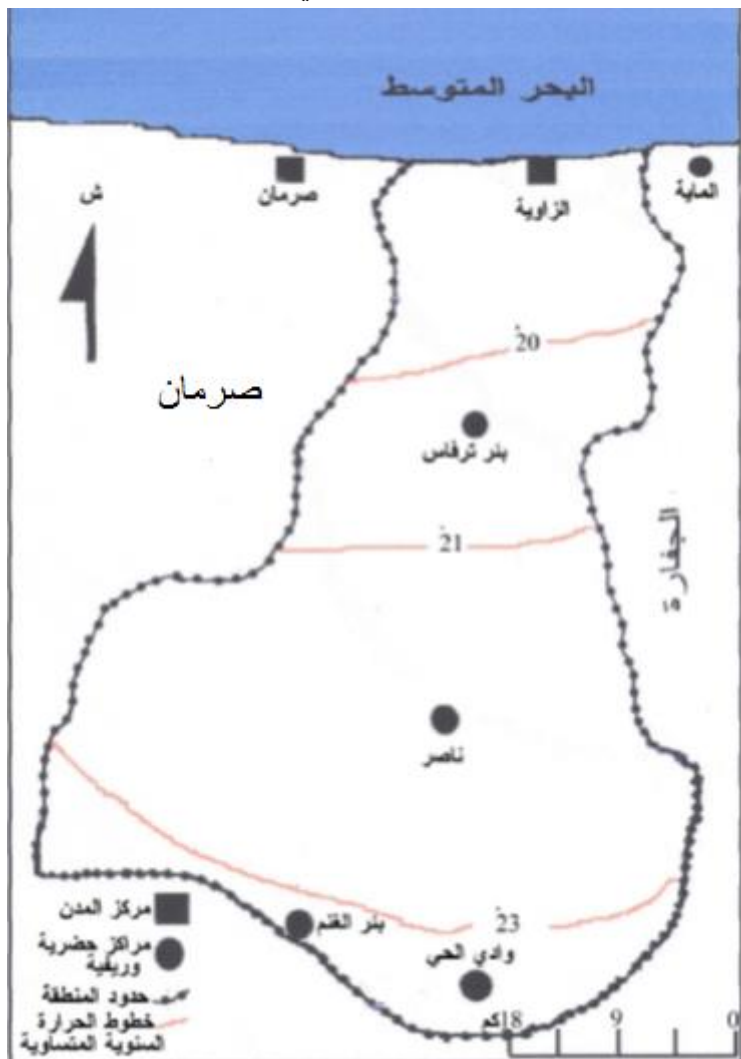 البحر المتوسط
صرمان
الزاوية
الماية
ش
20
صرمان
بئر ترفاس
21
الجفارة
ناصر
23
بئر الغنم
وادي الحي
مركز المدن
مراكز حضرية
وريفية
حدود المنطقة
خطوط الحرارة
السنوية المتساوية
0
9
18كم